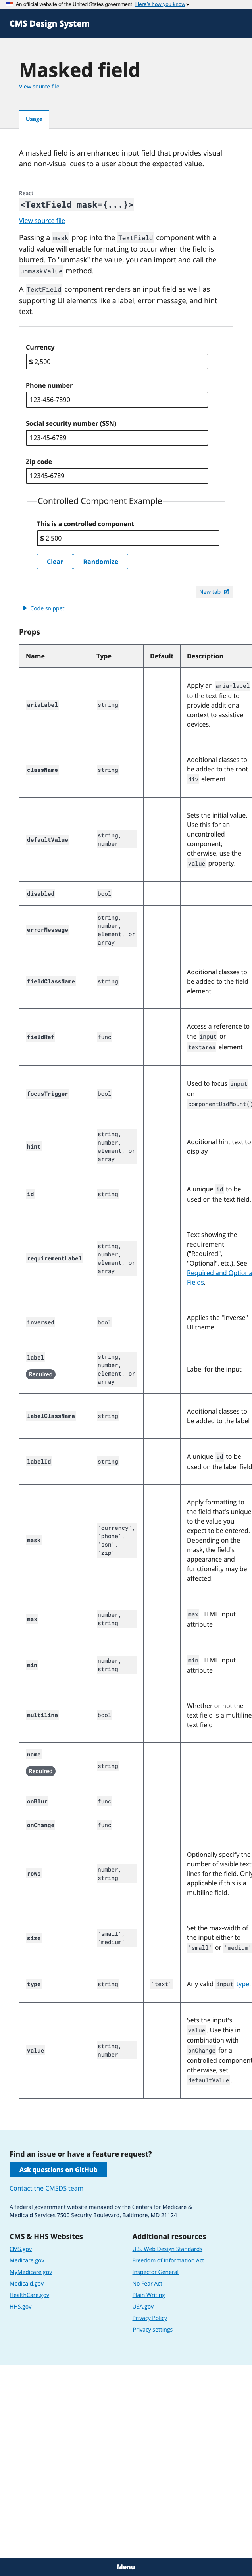 An official website of the United States government Here's how you know
CMS Design System
Masked field
View source file
Usage
A masked field is an enhanced input field that provides visual
and non-visual cues to a user about the expected value.
React
<TextField mask={...}>
View source file
Passing a mask prop into the TextField component with a
valid value will enable formatting to occur when the field is
blurred. To "unmask" the value, you can import and call the
unmaskValue method.
A TextField component renders an input field as well as
supporting UI elements like a label, error message, and hint
text.
Currency
$ 2,500
Phone number
123-456-7890
Social security number (SSN)
123-45-6789
Zip code
12345-6789
Controlled Component Example
This is a controlled component
$ 2,500
Clear Randomize
New tab
Code snippet
Props
Name Type Default Description
ariaLabel string Apply an aria-label
to the text field to
provide additional
context to assistive
devices.
className string Additional classes to
be added to the root
div element
defaultValue string,
number Sets the initial value.
Use this for an
uncontrolled
component;
otherwise, use the
value property.
disabled bool
errorMessage string,
number,
element, or
array
fieldClassName string Additional classes to
be added to the field
element
fieldRef func Access a reference to
the input or
textarea element
focusTrigger bool Used to focus input
on
componentDidMount()
hint string,
number,
element, or
array Additional hint text to
display
id string A unique id to be
used on the text field.
requirementLabel string,
number,
element, or
array Text showing the
requirement
("Required",
"Optional", etc.). See
Required and Optional
Fields.
inversed bool Applies the "inverse"
UI theme
label
Required string,
number,
element, or
array Label for the input
labelClassName string Additional classes to
be added to the label
labelId string A unique id to be
used on the label field
mask 'currency',
'phone',
'ssn',
'zip' Apply formatting to
the field that's unique
to the value you
expect to be entered.
Depending on the
mask, the field's
appearance and
functionality may be
affected.
max number,
string max HTML input
attribute
min number,
string min HTML input
attribute
multiline bool Whether or not the
text field is a multiline
text field
name
Required string
onBlur func
onChange func
rows number,
string Optionally specify the
number of visible text
lines for the field. Only
applicable if this is a
multiline field.
size 'small',
'medium' Set the max-width of
the input either to
'small' or 'medium'
type string 'text' Any valid input type.
value string,
number Sets the input's
value. Use this in
combination with
onChange for a
controlled component;
otherwise, set
defaultValue.
Find an issue or have a feature request?
Ask questions on GitHub
Contact the CMSDS team
A federal government website managed by the Centers for Medicare &
Medicaid Services 7500 Security Boulevard, Baltimore, MD 21124
CMS & HHS Websites
CMS.gov
Medicare.gov
MyMedicare.gov
Medicaid.gov
HealthCare.gov
HHS.gov
Additional resources
U.S. Web Design Standards
Freedom of Information Act
Inspector General
No Fear Act
Plain Writing
USA.gov
Privacy Policy
Privacy settings
Menu